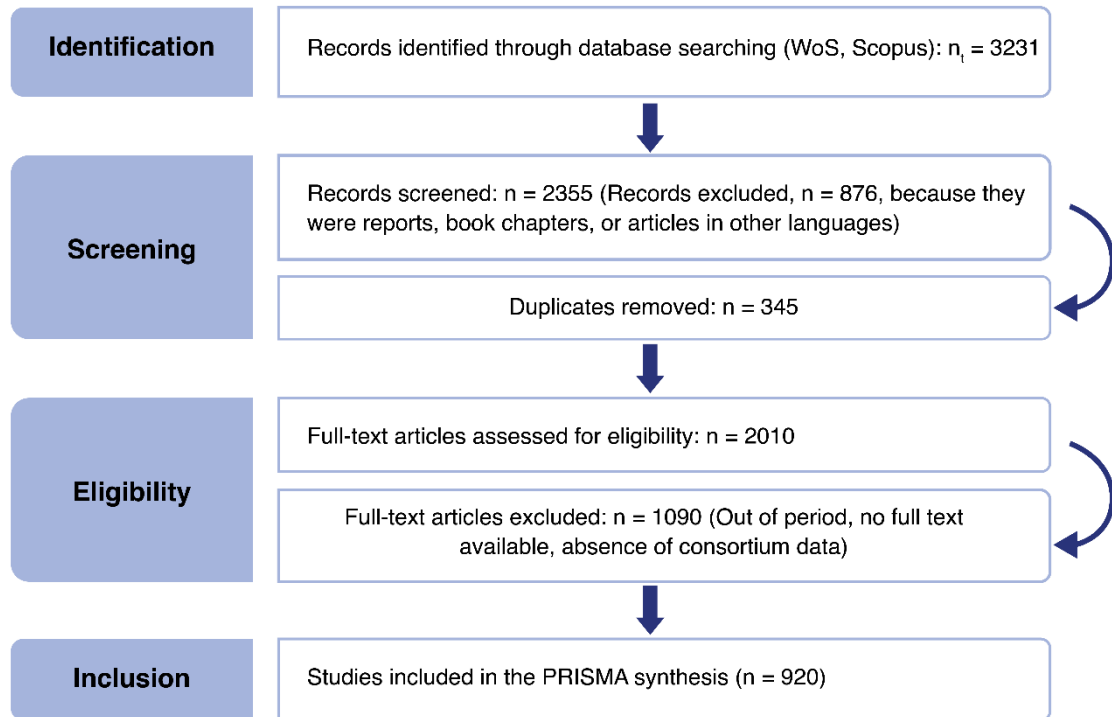 Identification
Records identified through database searching (WoS, Scopus): nₜ = 3231
Screening
Records screened: n = 2355 (Records excluded, n = 876, because they
were reports, book chapters, or articles in other languages)
Duplicates removed: n = 345
Eligibility
Full-text articles assessed for eligibility: n = 2010
Full-text articles excluded: n = 1090 (Out of period, no full text
available, absence of consortium data)
Inclusion
Studies included in the PRISMA synthesis (n = 920)